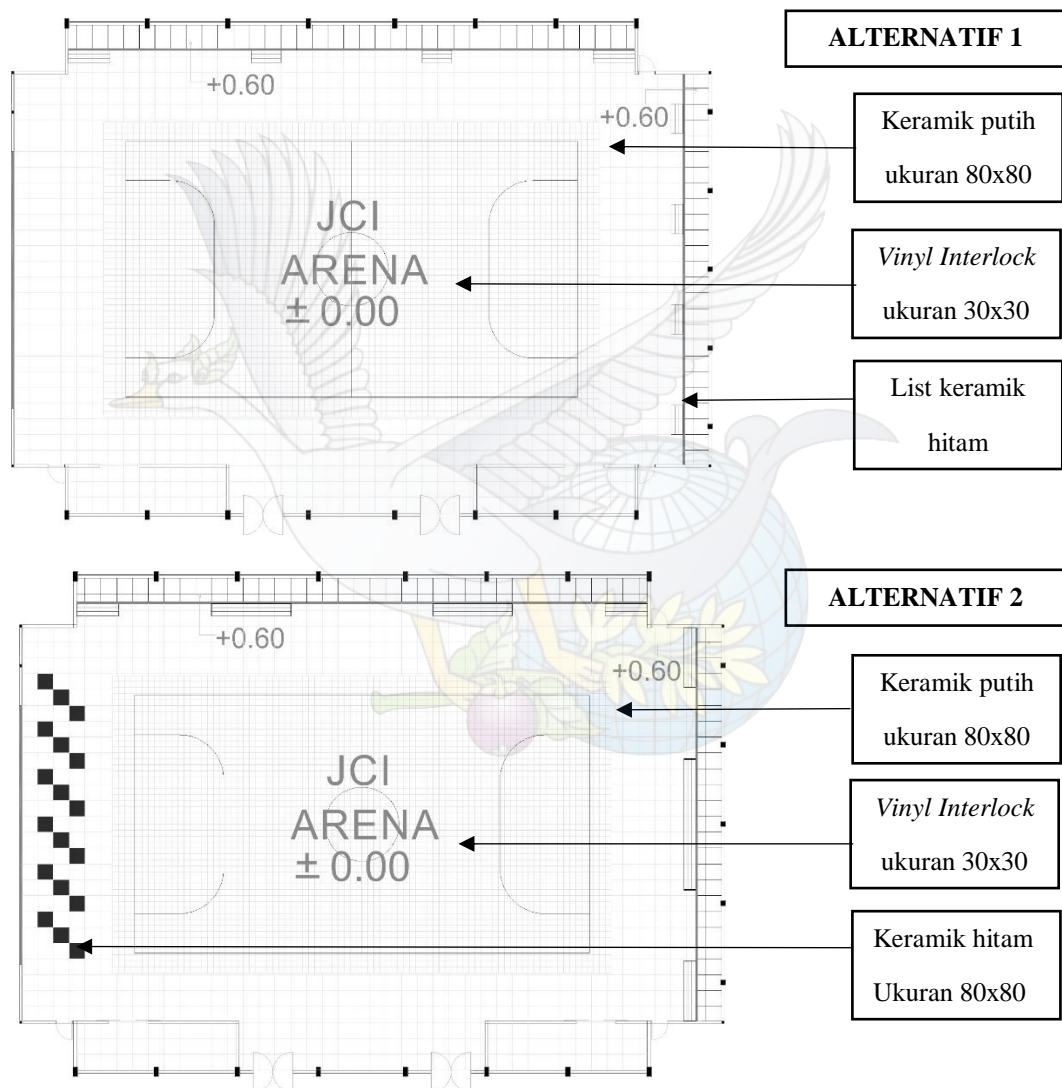 ALTERNATIF 1
+0.60
+0.60
Keramik putih
ukuran 80x80
JCI
ARENA
± 0.00
Vinyl Interlock
ukuran 30x30
List keramik
hitam
ALTERNATIF 2
+0.60
+0.60
Keramik putih
ukuran 80x80
JCI
ARENA
± 0.00
Vinyl Interlock
ukuran 30x30
Keramik hitam
Ukuran 80x80